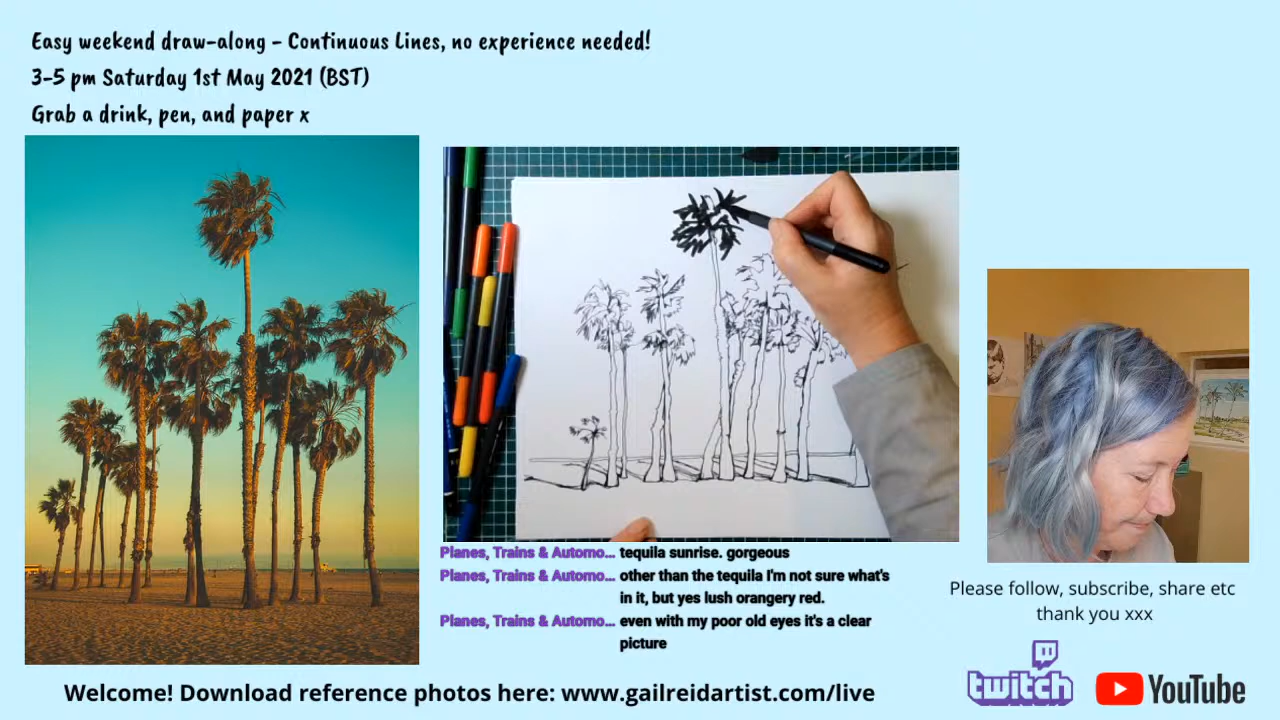 Easy weekend draw-along - Continuous Lines, no experience needed!
3-5 pm Saturday 1st May 2021 (BST)
Grab a drink, pen, and paper x
Planes, Trains & Automo... tequila sunrise. gorgeous
Planes, Trains & Automo... other than the tequila I'm not sure what's
in it, but yes lush orangery red.
Planes, Trains & Automo... even with my poor old eyes it's a clear
picture
Please follow, subscribe, share etc
thank you xxx
twitch
YouTube
Welcome! Download reference photos here: www.gailreidartist.com/live